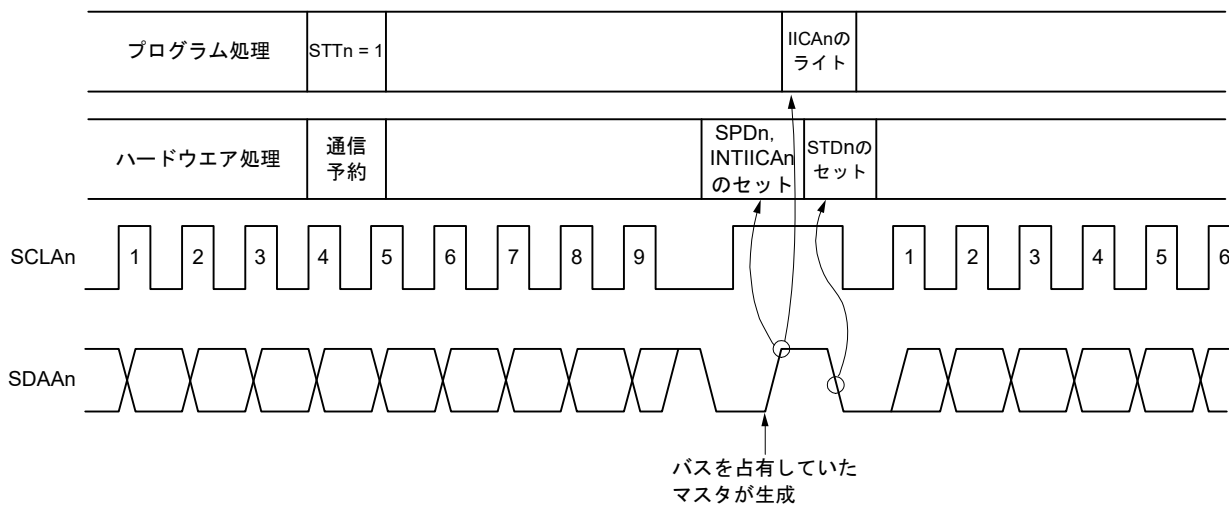 プログラム処理
STTn = 1
IICAnの
ライト
ハードウエア処理
通信
予約
SPDn,
INTIICAn
のセット
STDnの
セット
SCLAn
1 2 3 4 5 6 7 8 9 1 2 3 4 5 6
SDAAn
バスを占有していた
マスタが生成